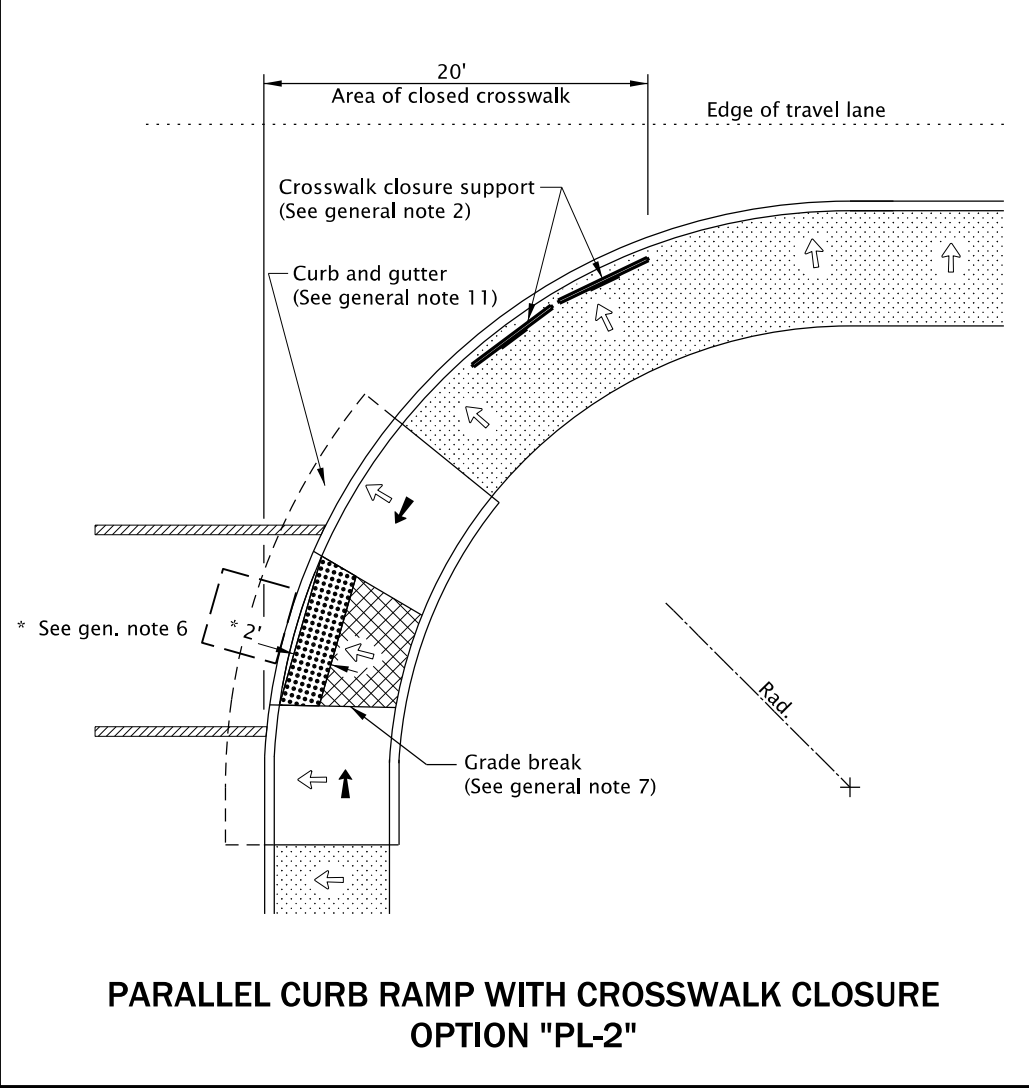 20'
Area of closed crosswalk
Edge of travel lane
Crosswalk closure support
(See general note 2)
Curb and gutter
(See general note 11)
* See gen. note 6
* 2'
Rad.
Grade break
(See general note 7)
PARALLEL CURB RAMP WITH CROSSWALK CLOSURE
OPTION "PL-2"